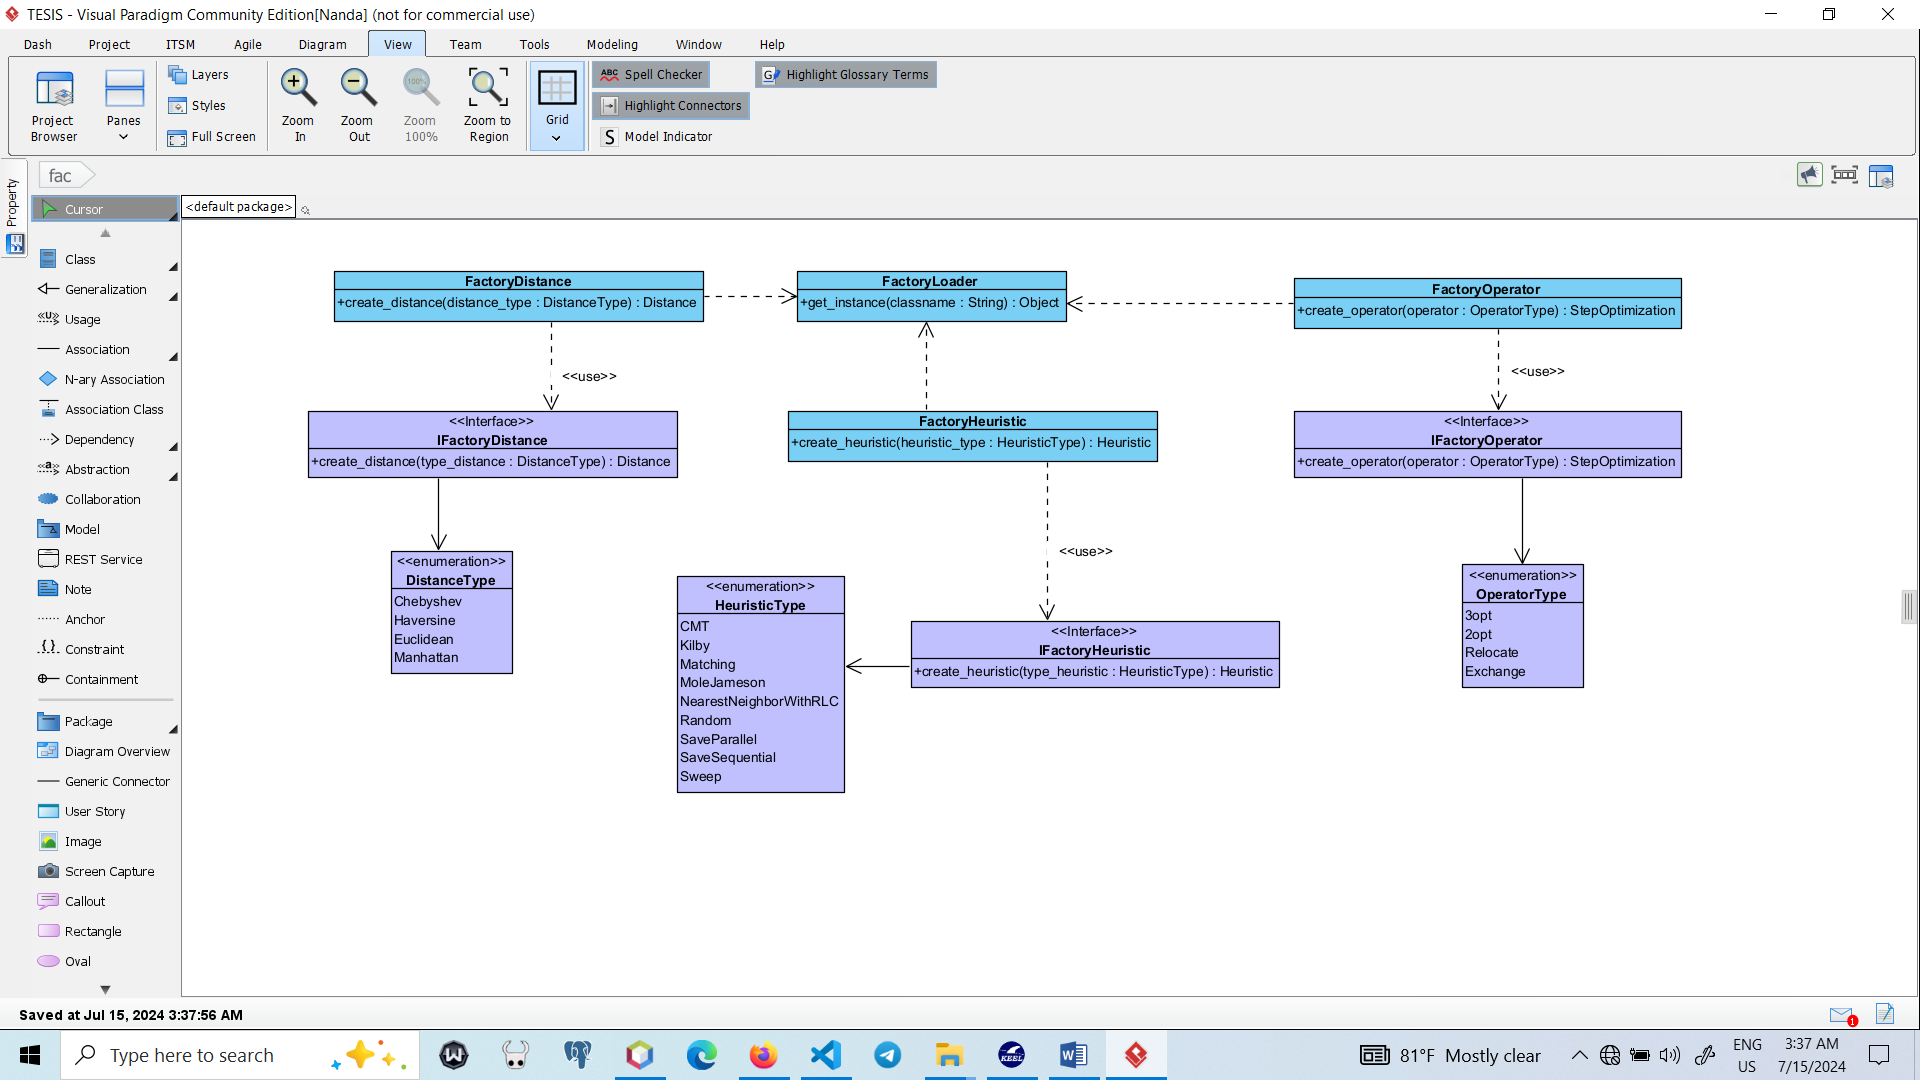 TESIS - Visual Paradigm Community Edition[Nanda] (not for commercial use)
Dash
Project
ITSM
Agile
Diagram
View
Team
Tools
Modeling
Window
Help
Project
Browser
Panes
Layers
Styles
Full Screen
Zoom
In
Zoom
Out
100%
Zoom
100%
Zoom to
Region
Grid
ABC Spell Checker
Highlight Connectors
S Model Indicator
G Highlight Glossary Terms
Property
fac
Cursor
<default package>
Class
Generalization
Usage
Association
N-ary Association
Association Class
Dependency
Abstraction
Collaboration
Model
REST Service
Note
Anchor
Constraint
Containment
Package
Diagram Overview
Generic Connector
User Story
Image
Screen Capture
Callout
Rectangle
Oval
FactoryDistance
+create_distance(distance_type : DistanceType) : Distance
FactoryLoader
+get_instance(classname : String) : Object
FactoryOperator
+create_operator(operator : OperatorType) : StepOptimization
<<use>>
<<use>>
<<Interface>>
IFactoryDistance
+create_distance(type_distance : DistanceType) : Distance
FactoryHeuristic
+create_heuristic(heuristic_type : HeuristicType) : Heuristic
<<Interface>>
IFactoryOperator
+create_operator(operator : OperatorType) : StepOptimization
<<use>>
<<enumeration>>
DistanceType
Chebyshev
Haversine
Euclidean
Manhattan
<<enumeration>>
HeuristicType
CMT
Kilby
Matching
MoleJameson
NearestNeighborWithRLC
Random
SaveParallel
SaveSequential
Sweep
<<Interface>>
IFactoryHeuristic
+create_heuristic(type_heuristic : HeuristicType) : Heuristic
<<enumeration>>
OperatorType
3opt
2opt
Relocate
Exchange
Saved at Jul 15, 2024 3:37:56 AM
1
Type here to search
KEEL
81°F Mostly clear
ENG
US
3:37 AM
7/15/2024